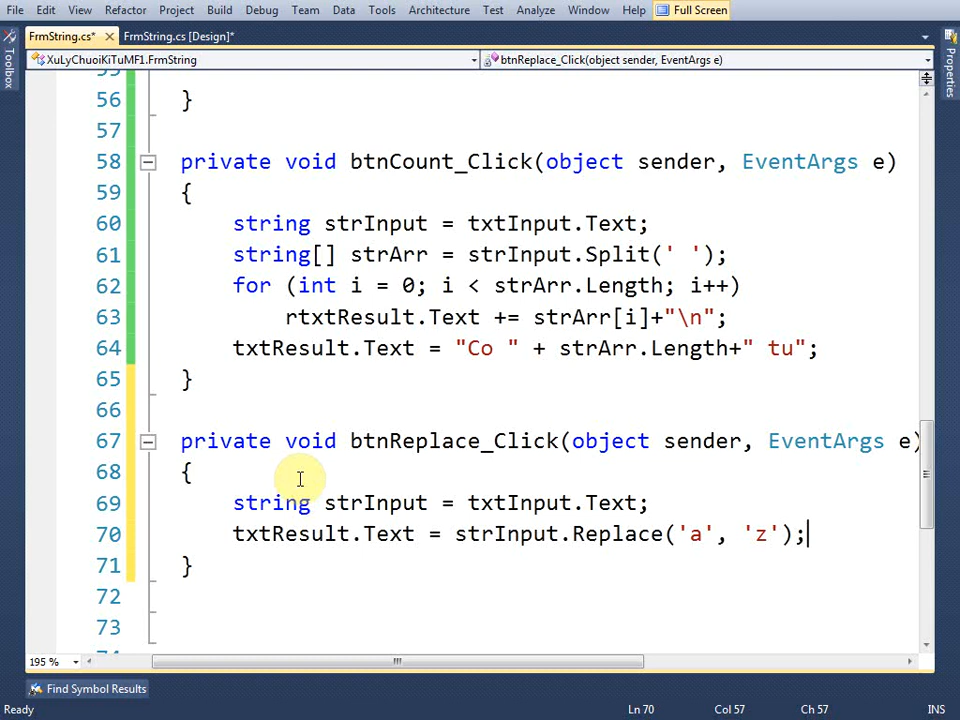 File Edit View Refactor Project Build Debug Team Data Tools Architecture Test Analyze Window Help Full Screen
FrmString.cs* FrmString.cs [Design]*
Toolbox
Properties
XuLyChuoiKiTuMF1.FrmString btnReplace_Click(object sender, EventArgs e)
56 }
57
58 private void btnCount_Click(object sender, EventArgs e)
59 {
60 string strInput = txtInput.Text;
61 string[] strArr = strInput.Split(' ');
62 for (int i = 0; i < strArr.Length; i++)
63 rtxtResult.Text += strArr[i]+"\n";
64 txtResult.Text = "Co " + strArr.Length+" tu";
65 }
66
67 private void btnReplace_Click(object sender, EventArgs e)
68 {
69 string strInput = txtInput.Text;
70 txtResult.Text = strInput.Replace('a', 'z');
71 }
72
73
195 %
Find Symbol Results
Ready Ln 70 Col 57 Ch 57 INS